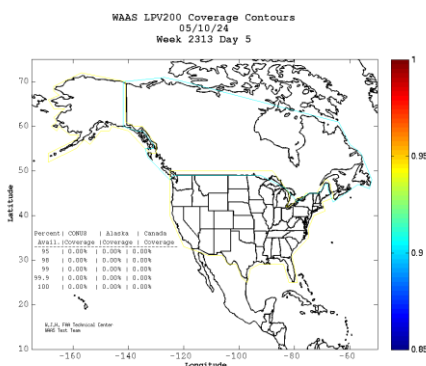 WAAS LPV200 Coverage Contours
05/10/24
Week 2313 Day 5
1
0.95
0.9
0.85
70
60
50
40
30
20
10
Latitude
Percent| CONUS | Alaska | Canada
Avail.|Coverage |Coverage | Coverage
95 | 0.00% | 0.00% | 0.00%
98 | 0.00% | 0.00% | 0.00%
99 | 0.00% | 0.00% | 0.00%
99.9 | 0.00% | 0.00% | 0.00%
100 | 0.00% | 0.00% | 0.00%
W.J.H. FAA Technical Center
WAAS Test Team
-160 -140 -120 -100 -80 -60
Longitude